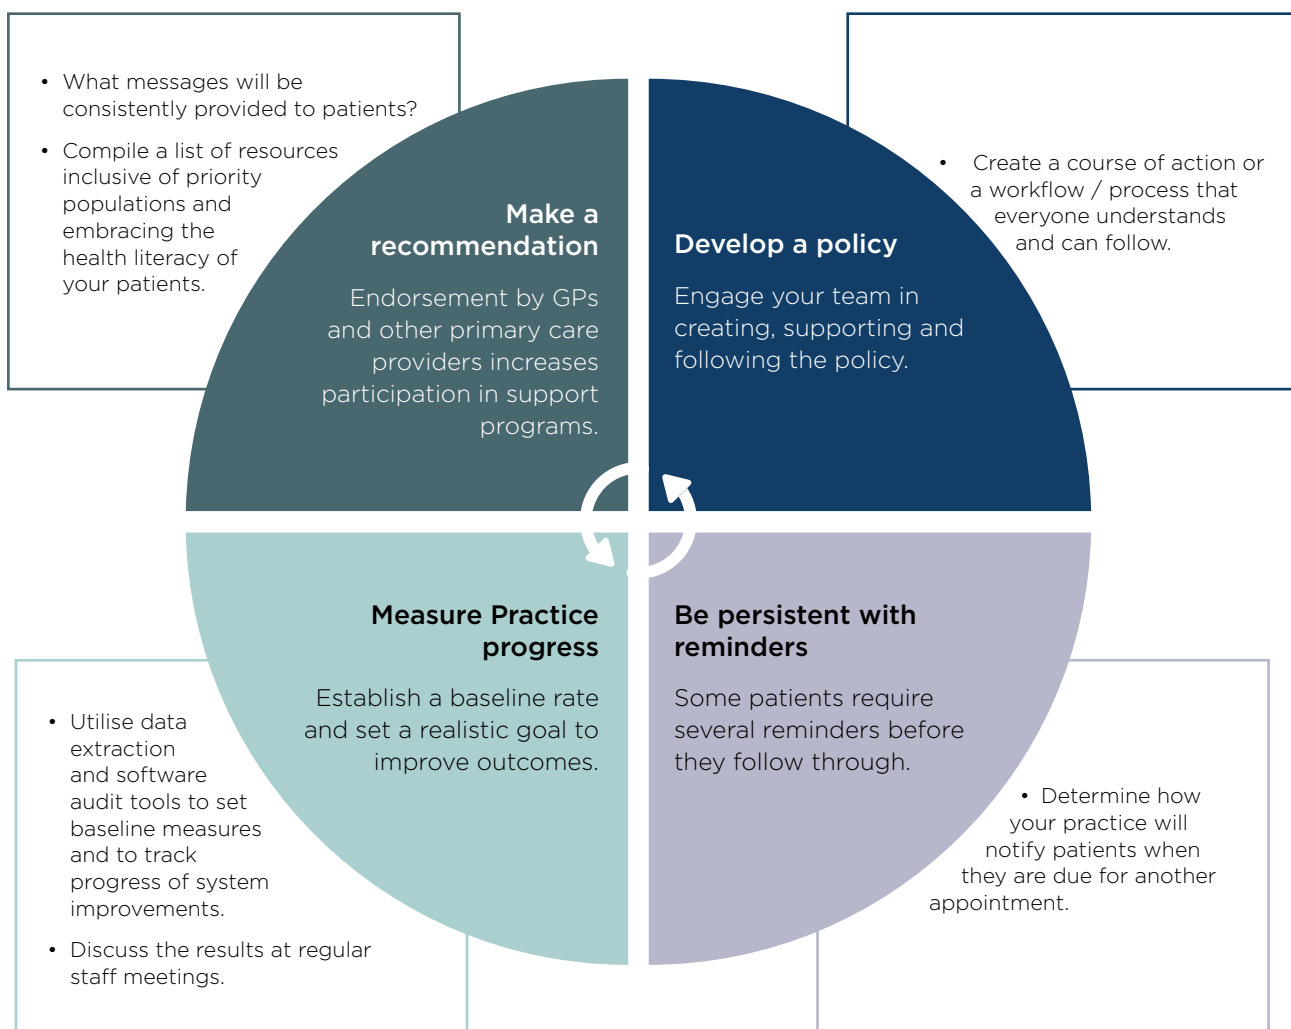 • What messages will be
consistently provided to patients?
• Compile a list of resources
inclusive of priority
populations and
embracing the
health literacy of
your patients.
Make a
recommendation
Endorsement by GPs
and other primary care
providers increases
participation in support
programs.
Develop a policy
Engage your team in
creating, supporting and
following the policy.
• Create a course of action or
a workflow / process that
everyone understands
and can follow.
Measure Practice
progress
Establish a baseline rate
and set a realistic goal to
improve outcomes.
• Utilise data
extraction
and software
audit tools to set
baseline measures
and to track
progress of system
improvements.
• Discuss the results at regular
staff meetings.
Be persistent with
reminders
Some patients require
several reminders before
they follow through.
• Determine how
your practice will
notify patients when
they are due for another
appointment.